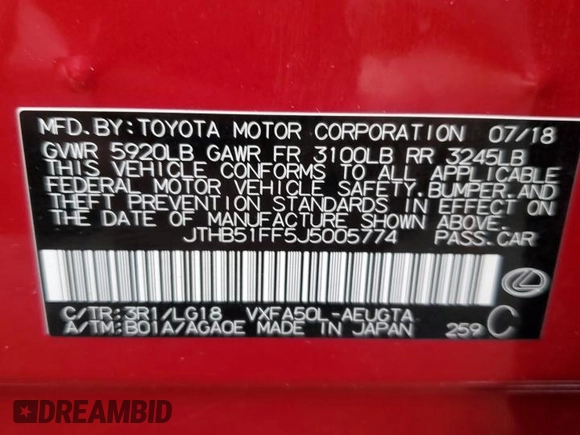 MFD. BY: TOYOTA MOTOR CORPORATION 07/18
GVWR 5920LB GAWR FR 3100LB RR 3245LB
THIS VEHICLE CONFORMS TO ALL APPLICABLE
FEDERAL MOTOR VEHICLE SAFETY, BUMPER, AND
THEFT PREVENTION STANDARDS IN EFFECT ON
THE DATE OF MANUFACTURE SHOWN ABOVE.
JTHB51FF5J5005774 PASS. CAR
C/TR: 3R1/LG18 VXFA50L-AEUGTA
A/TM: B01A/AGA0E MADE IN JAPAN 259 C
DREAMBID